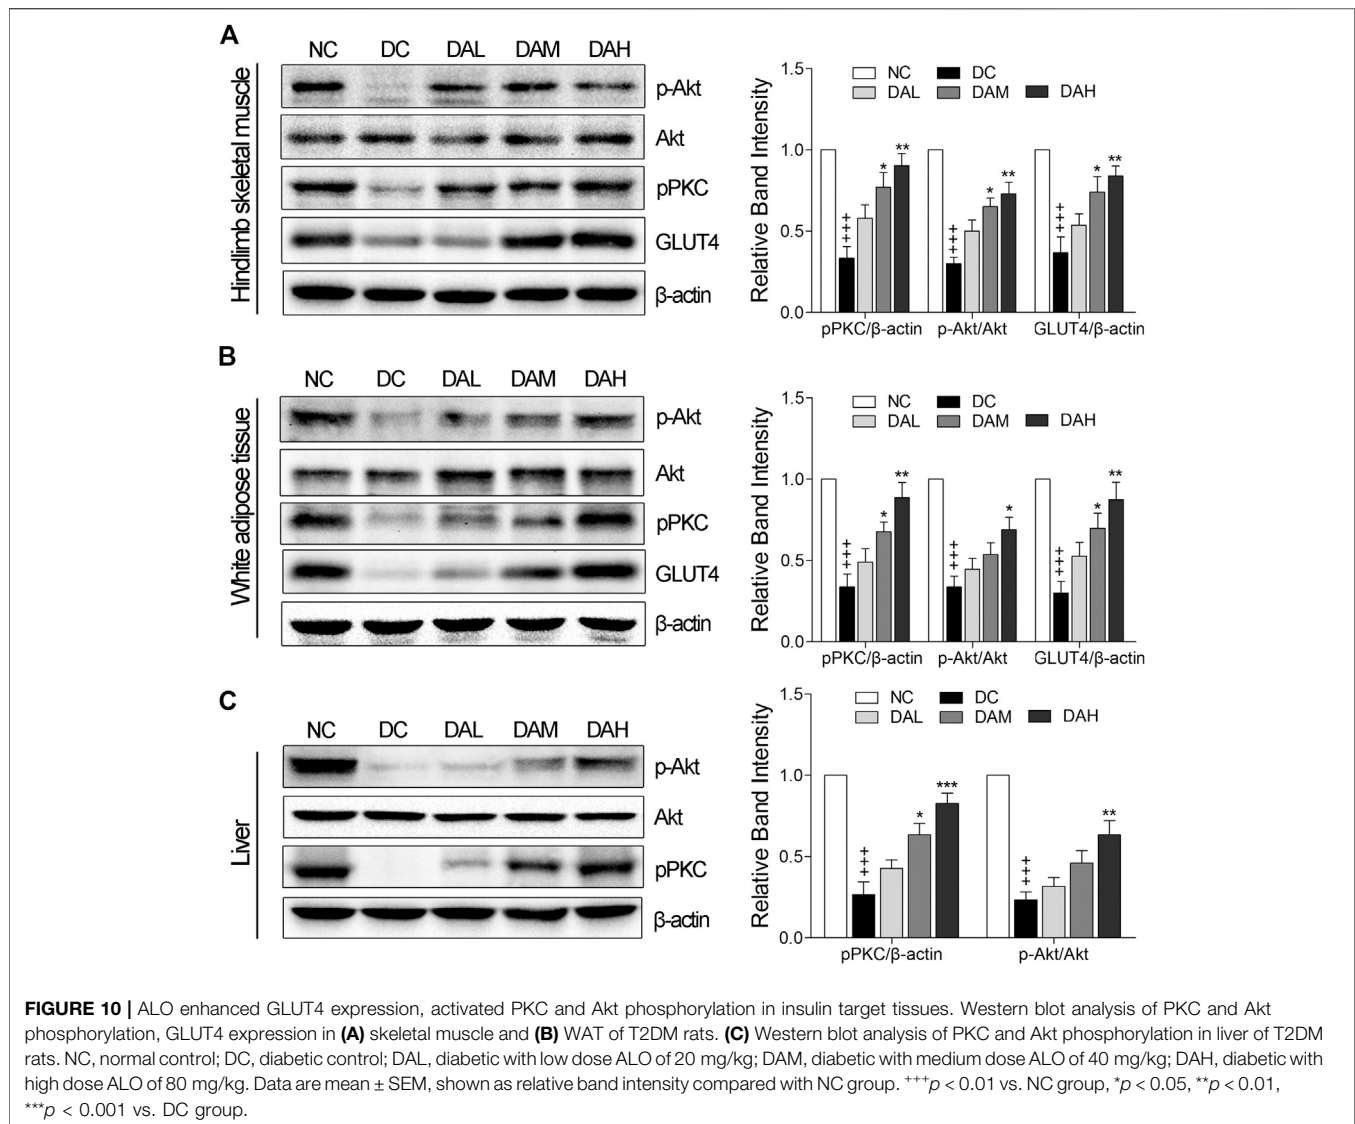 A
NC DC DAL DAM DAH
Hindlimb skeletal muscle
p-Akt
Akt
pPKC
GLUT4
β-actin
NC DC
DAL DAM DAH
Relative Band Intensity
1.5
1.0
0.5
0.0
+++ * ** +++ * ** +++ * **
pPKC/β-actin p-Akt/Akt GLUT4/β-actin
B
NC DC DAL DAM DAH
White adipose tissue
p-Akt
Akt
pPKC
GLUT4
β-actin
NC DC
DAL DAM DAH
Relative Band Intensity
1.5
1.0
0.5
0.0
+++ * ** +++ * +++ * **
pPKC/β-actin p-Akt/Akt GLUT4/β-actin
C
NC DC DAL DAM DAH
Liver
p-Akt
Akt
pPKC
β-actin
NC DC
DAL DAM DAH
Relative Band Intensity
1.5
1.0
0.5
0.0
+++ * *** +++ **
pPKC/β-actin p-Akt/Akt
FIGURE 10 | ALO enhanced GLUT4 expression, activated PKC and Akt phosphorylation in insulin target tissues. Western blot analysis of PKC and Akt
phosphorylation, GLUT4 expression in (A) skeletal muscle and (B) WAT of T2DM rats. (C) Western blot analysis of PKC and Akt phosphorylation in liver of T2DM
rats. NC, normal control; DC, diabetic control; DAL, diabetic with low dose ALO of 20 mg/kg; DAM, diabetic with medium dose ALO of 40 mg/kg; DAH, diabetic with
high dose ALO of 80 mg/kg. Data are mean ± SEM, shown as relative band intensity compared with NC group. +++p < 0.01 vs. NC group, *p < 0.05, **p < 0.01,
***p < 0.001 vs. DC group.